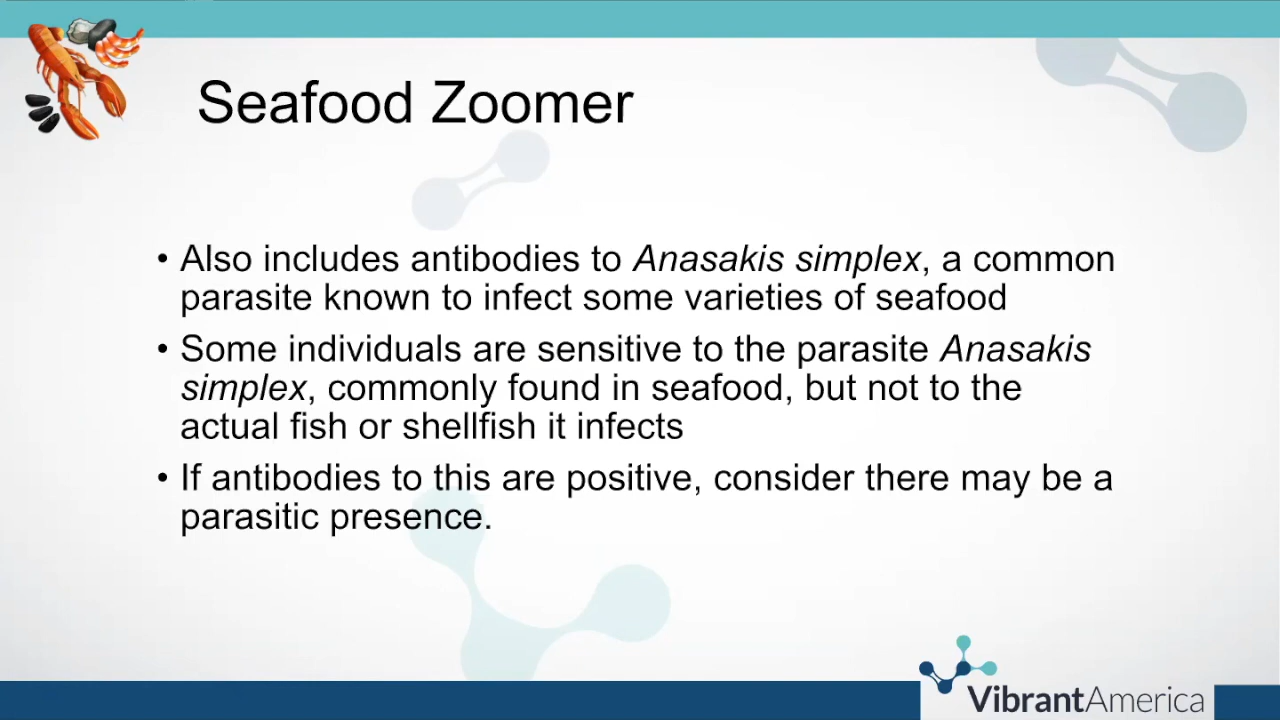 Seafood Zoomer
• Also includes antibodies to Anasakis simplex, a common
parasite known to infect some varieties of seafood
• Some individuals are sensitive to the parasite Anasakis
simplex, commonly found in seafood, but not to the
actual fish or shellfish it infects
• If antibodies to this are positive, consider there may be a
parasitic presence.
VibrantAmerica